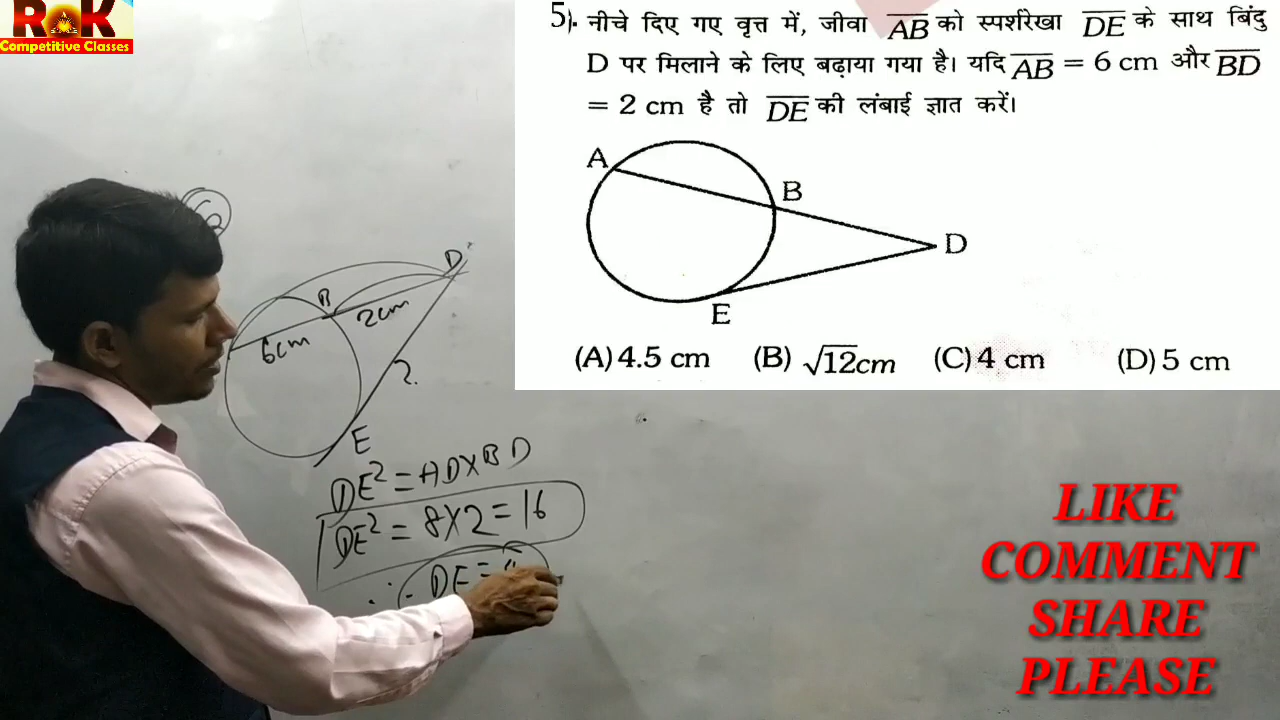 R K
Competitive Classes
5). नीचे दिए गए वृत्त में, जीवा AB को स्पर्शरेखा DE के साथ बिंदु
D पर मिलाने के लिए बढ़ाया गया है। यदि AB = 6 cm और BD
= 2 cm है तो DE की लंबाई ज्ञात करें।
A
B
D
E
(A) 4.5 cm (B) √12cm (C) 4 cm (D) 5 cm
D
B
2cm
6cm
?
E
DE² = AD×BD
DE² = 8×2 = 16
∴ DE =
LIKE
COMMENT
SHARE
PLEASE